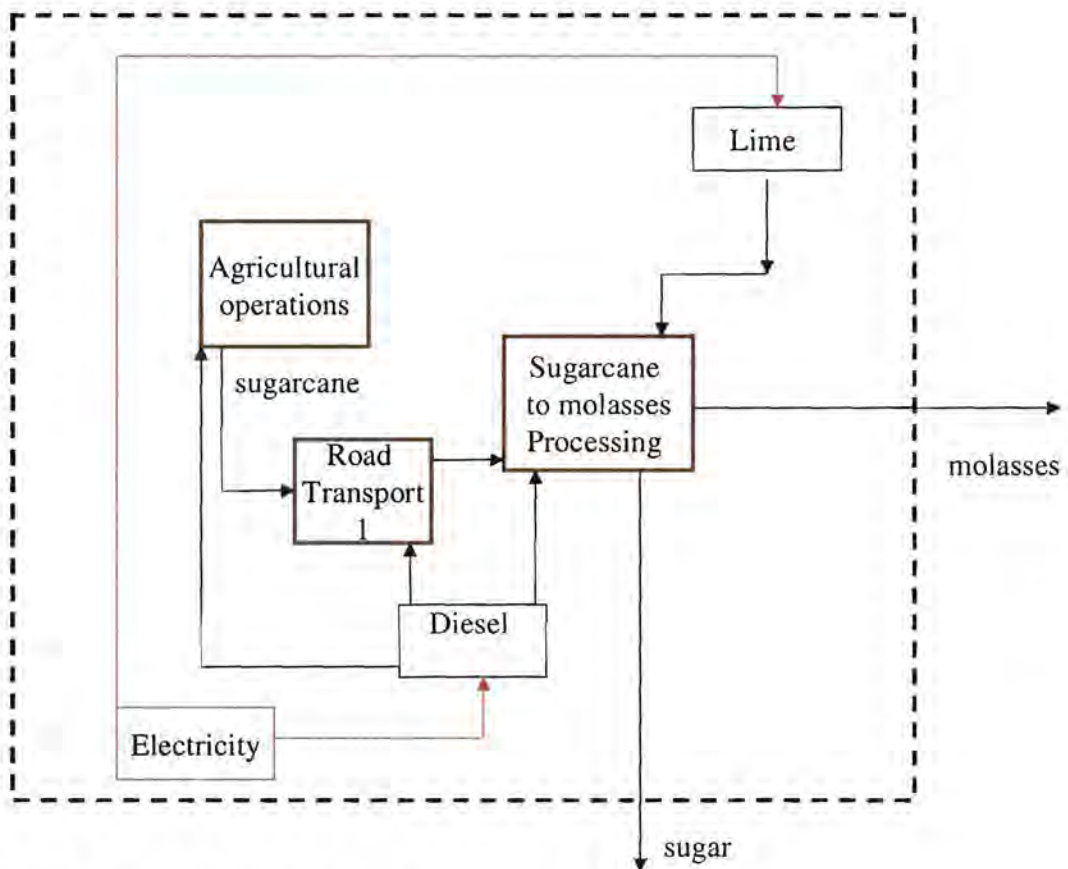 Lime
Agricultural
operations
sugarcane
Sugarcane
to molasses
Processing
molasses
Road
Transport
1
Diesel
Electricity
sugar